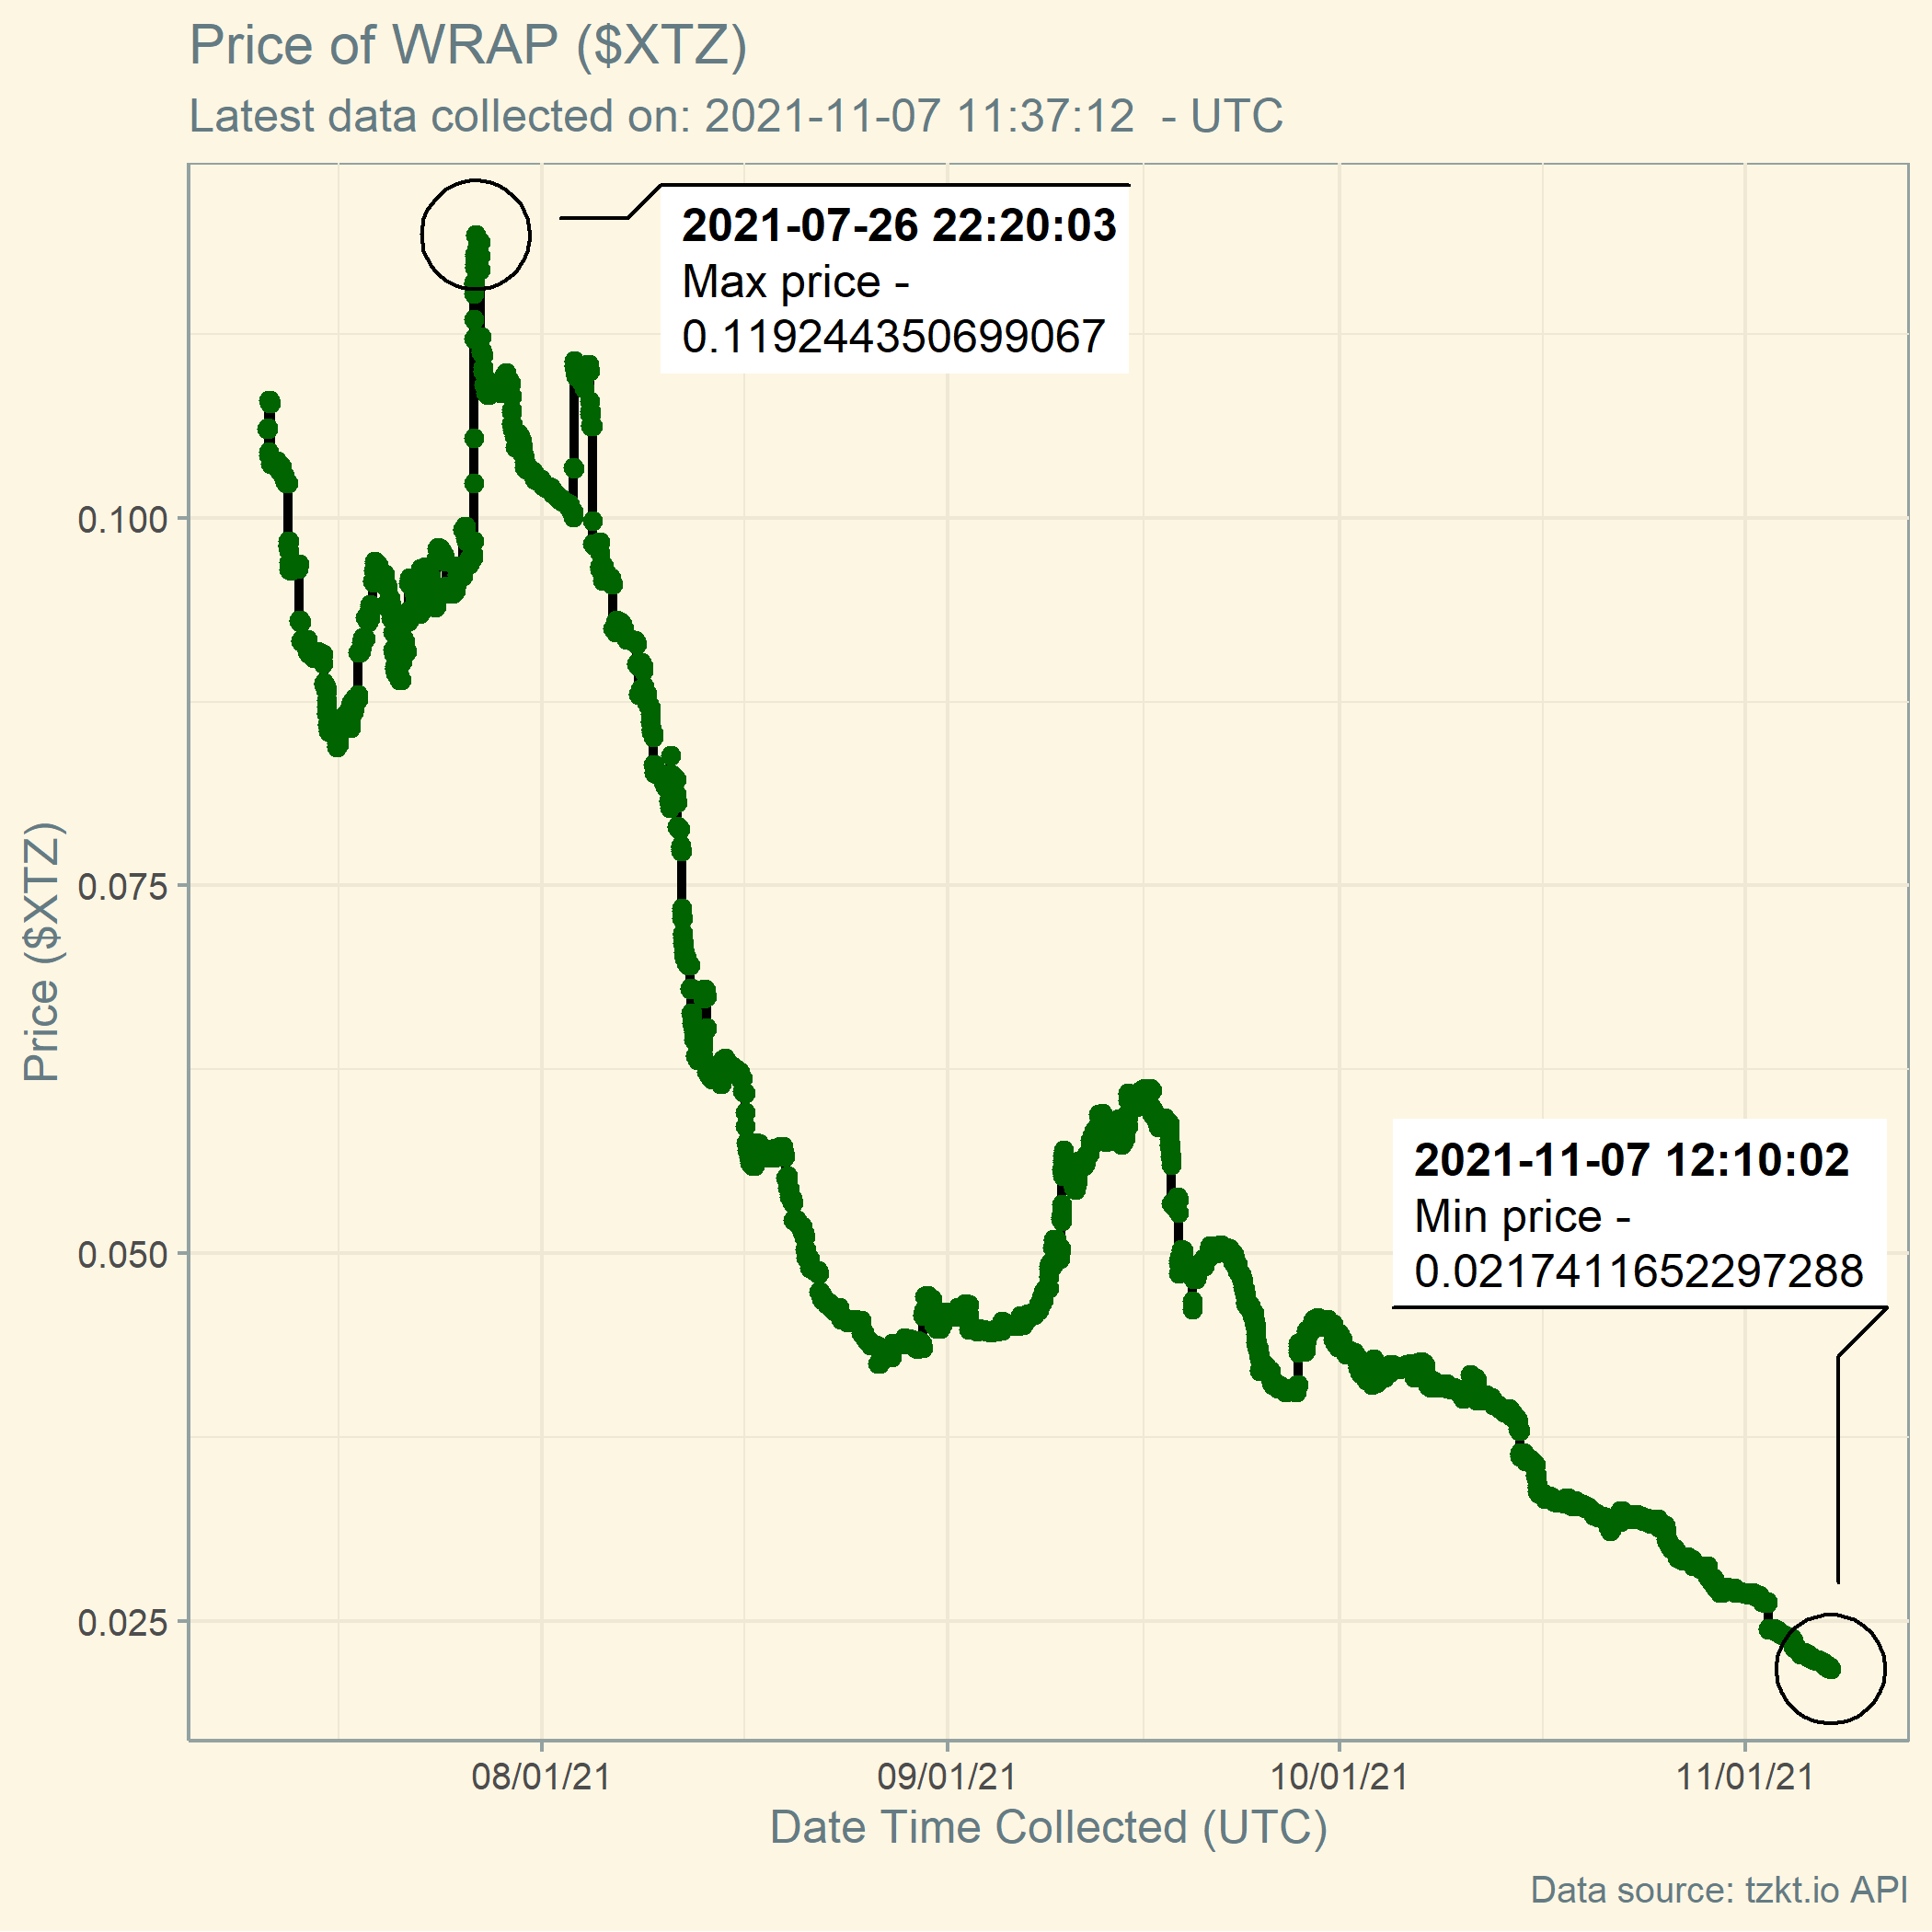 Price of WRAP ($XTZ)
Latest data collected on: 2021-11-07 11:37:12  - UTC
2021-07-26 22:20:03
Max price -
0.119244350699067
0.100
0.075
0.050
0.025
Price ($XTZ)
2021-11-07 12:10:02
Min price -
0.0217411652297288
08/01/21
09/01/21
10/01/21
11/01/21
Date Time Collected (UTC)
Data source: tzkt.io API